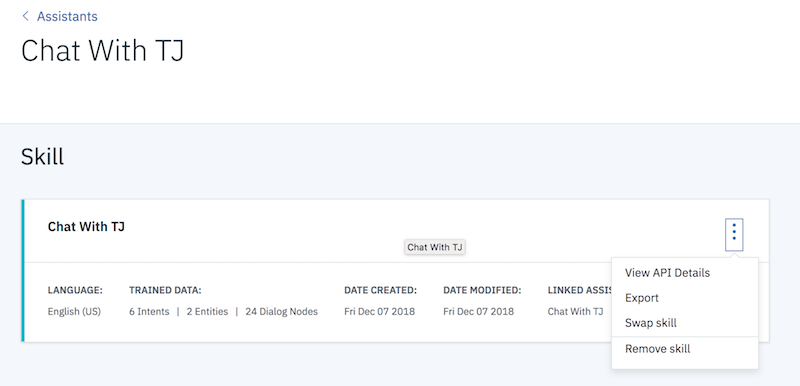 Assistants
Chat With TJ
Skill
Chat With TJ
Chat With TJ
LANGUAGE: TRAINED DATA: DATE CREATED: DATE MODIFIED: LINKED ASSIS
English (US) 6 Intents | 2 Entities | 24 Dialog Nodes Fri Dec 07 2018 Fri Dec 07 2018 Chat With TJ
View API Details
Export
Swap skill
Remove skill